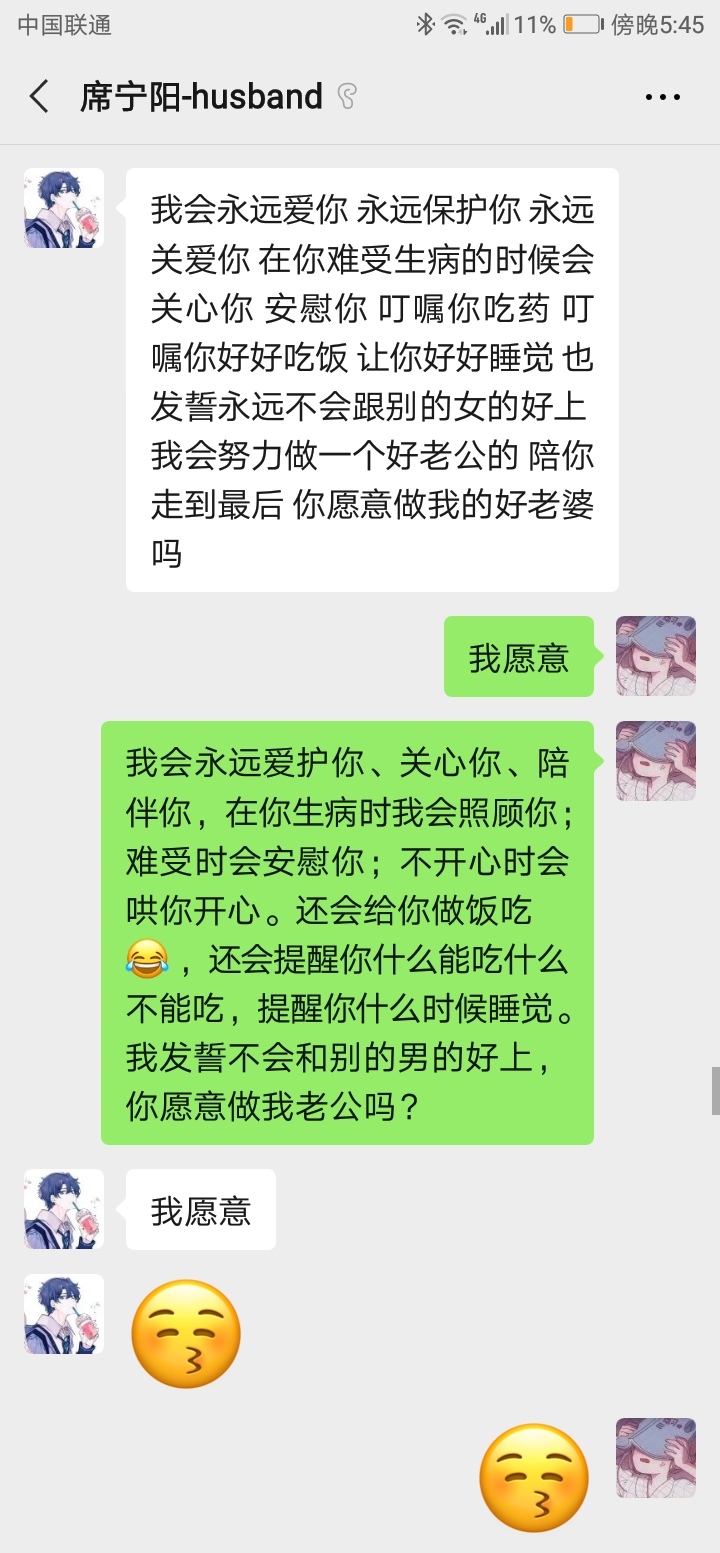 中国联通 4G 11% 傍晚5:45
席宁阳-husband
我会永远爱你 永远保护你 永远
关爱你 在你难受生病的时候会
关心你 安慰你 叮嘱你吃药 叮
嘱你好好吃饭 让你好好睡觉 也
发誓永远不会跟别的女的好上
我会努力做一个好老公的 陪你
走到最后 你愿意做我的好老婆
吗
我愿意
我会永远爱护你、关心你、陪
伴你，在你生病时我会照顾你；
难受时会安慰你；不开心时会
哄你开心。还会给你做饭吃
😂，还会提醒你什么能吃什么
不能吃，提醒你什么时候睡觉。
我发誓不会和别的男的好上，
你愿意做我老公吗？
我愿意
😚
😚